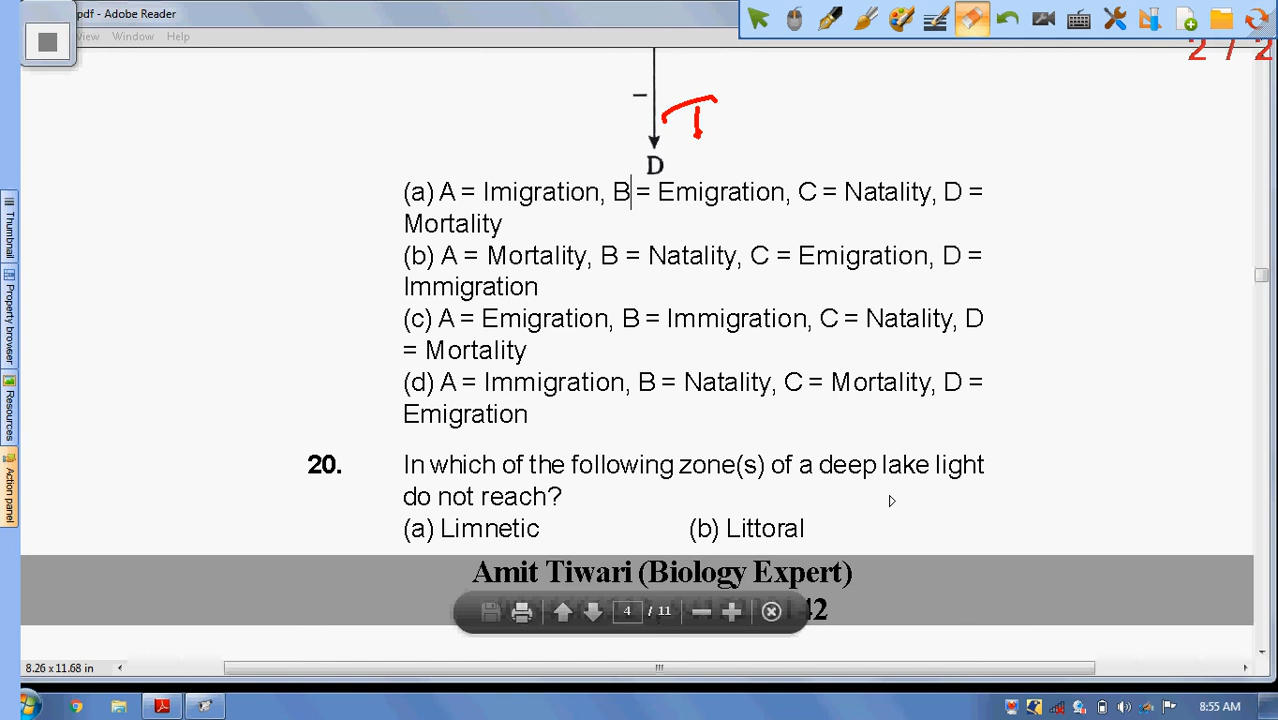 .pdf - Adobe Reader
View Window Help
2 / 2
–
T
D
(a) A = Imigration, B = Emigration, C = Natality, D =
Mortality
(b) A = Mortality, B = Natality, C = Emigration, D =
Immigration
(c) A = Emigration, B = Immigration, C = Natality, D
= Mortality
(d) A = Immigration, B = Natality, C = Mortality, D =
Emigration
20. In which of the following zone(s) of a deep lake light
do not reach?
(a) Limnetic (b) Littoral
Amit Tiwari (Biology Expert)
42
4 / 11
Thumbnail
Property browser
Resources
Action panel
8.26 x 11.68 in
8:55 AM